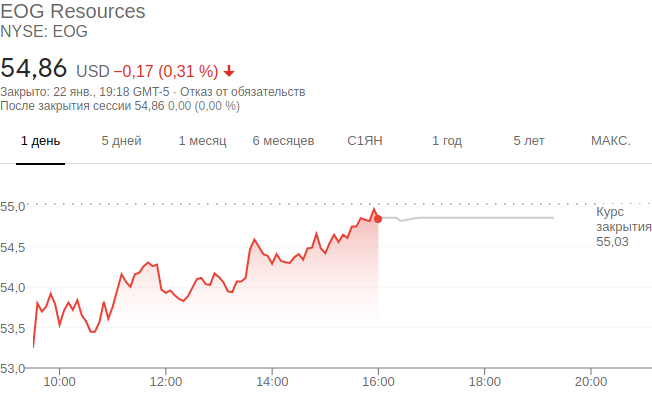 EOG Resources
NYSE: EOG
54,86 USD −0,17 (0,31 %)
Закрыто: 22 янв., 19:18 GMT-5 · Отказ от обязательств
После закрытия сессии 54,86 0,00 (0,00 %)
1 день 5 дней 1 месяц 6 месяцев С1ЯН 1 год 5 лет МАКС.
55,0
54,5
54,0
53,5
53,0
Курс
закрытия
55,03
10:00 12:00 14:00 16:00 18:00 20:00